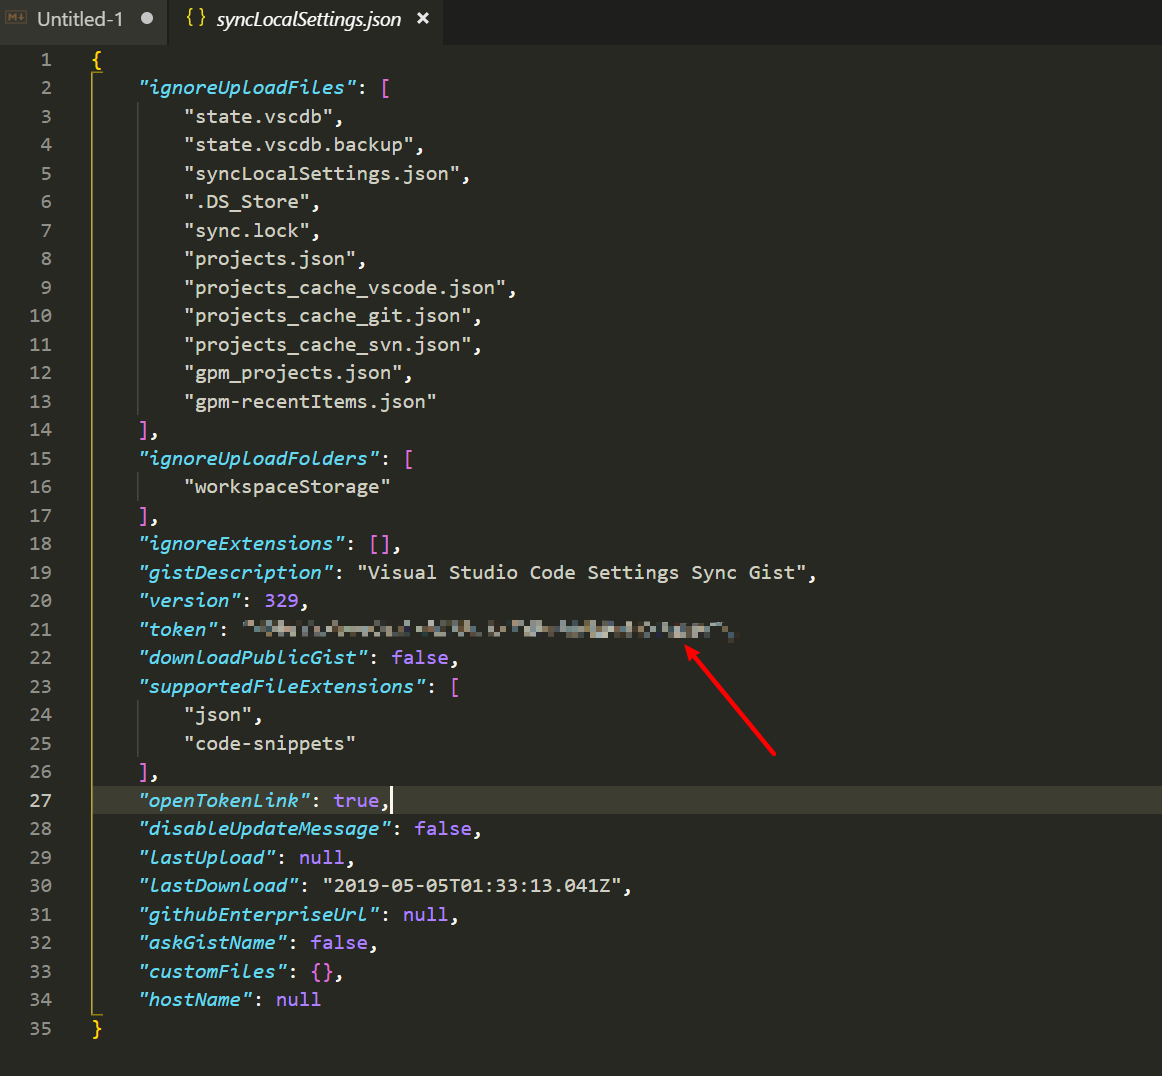 Untitled-1 ● {} syncLocalSettings.json ×
1 {
2 "ignoreUploadFiles": [
3 "state.vscdb",
4 "state.vscdb.backup",
5 "syncLocalSettings.json",
6 ".DS_Store",
7 "sync.lock",
8 "projects.json",
9 "projects_cache_vscode.json",
10 "projects_cache_git.json",
11 "projects_cache_svn.json",
12 "gpm_projects.json",
13 "gpm-recentItems.json"
14 ],
15 "ignoreUploadFolders": [
16 "workspaceStorage"
17 ],
18 "ignoreExtensions": [],
19 "gistDescription": "Visual Studio Code Settings Sync Gist",
20 "version": 329,
21 "token":
22 "downloadPublicGist": false,
23 "supportedFileExtensions": [
24 "json",
25 "code-snippets"
26 ],
27 "openTokenLink": true,
28 "disableUpdateMessage": false,
29 "lastUpload": null,
30 "lastDownload": "2019-05-05T01:33:13.041Z",
31 "githubEnterpriseUrl": null,
32 "askGistName": false,
33 "customFiles": {},
34 "hostName": null
35 }